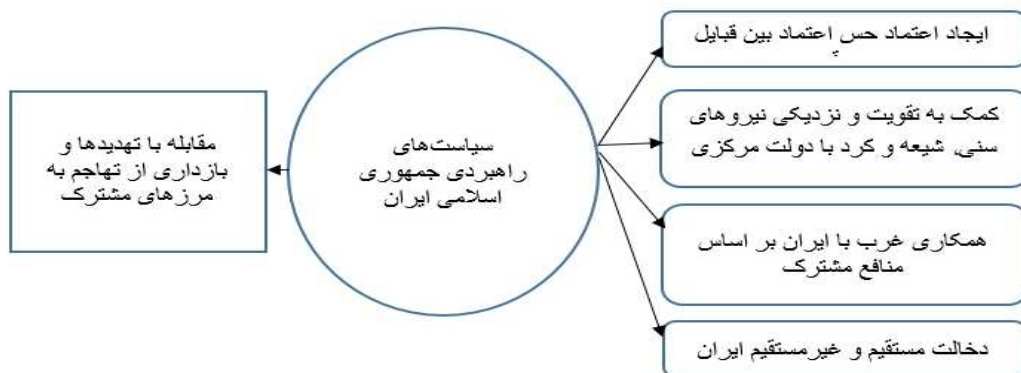 ایجاد اعتماد حس اعتماد بین قبایل
کمک به تقویت و نزدیکی نیروهای
سنی، شیعه و کرد با دولت مرکزی
همکاری غرب با ایران بر اساس
منافع مشترک
دخالت مستقیم و غیرمستقیم ایران
سیاست‌های
راهبردی جمهوری
اسلامی ایران
مقابله با تهدیدها و
بازداری از تهاجم به
مرزهای مشترک